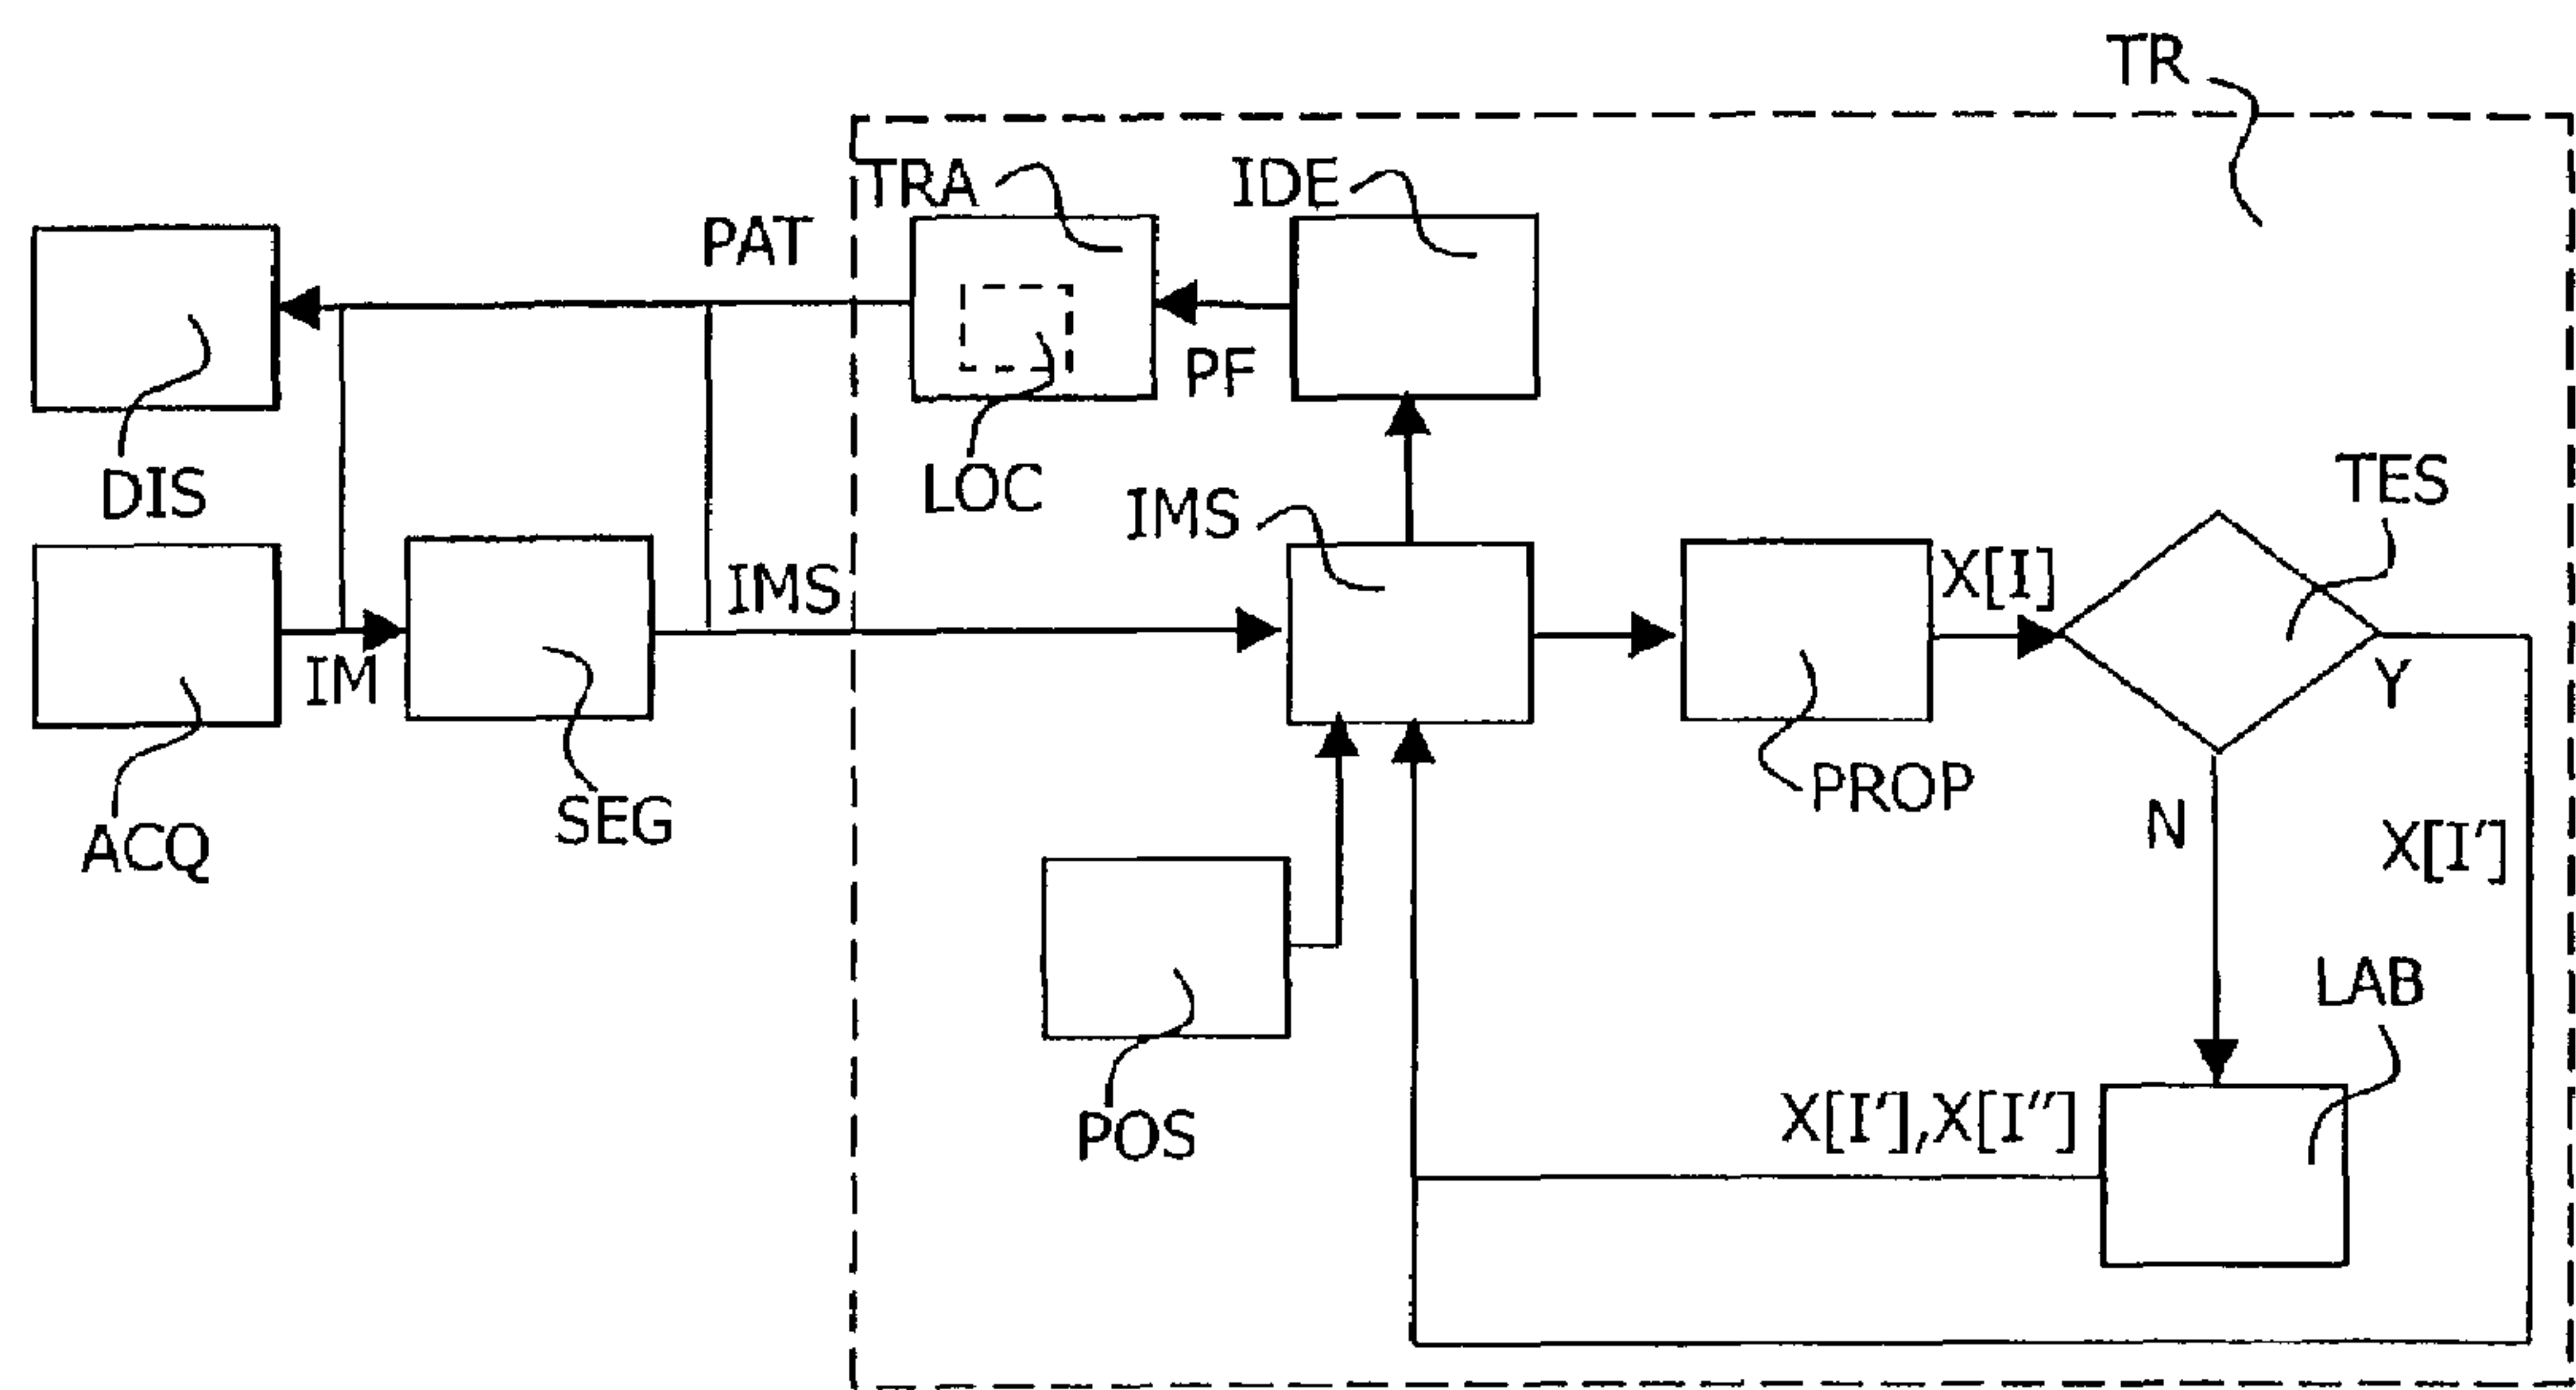 TR
TRA
IDE
PAT
PF
DIS
LOC
IMS
TES
IMS
X[I]
IM
Y
PROP
SEG
N
X[I']
ACQ
LAB
X[I'],X[I'']
POS